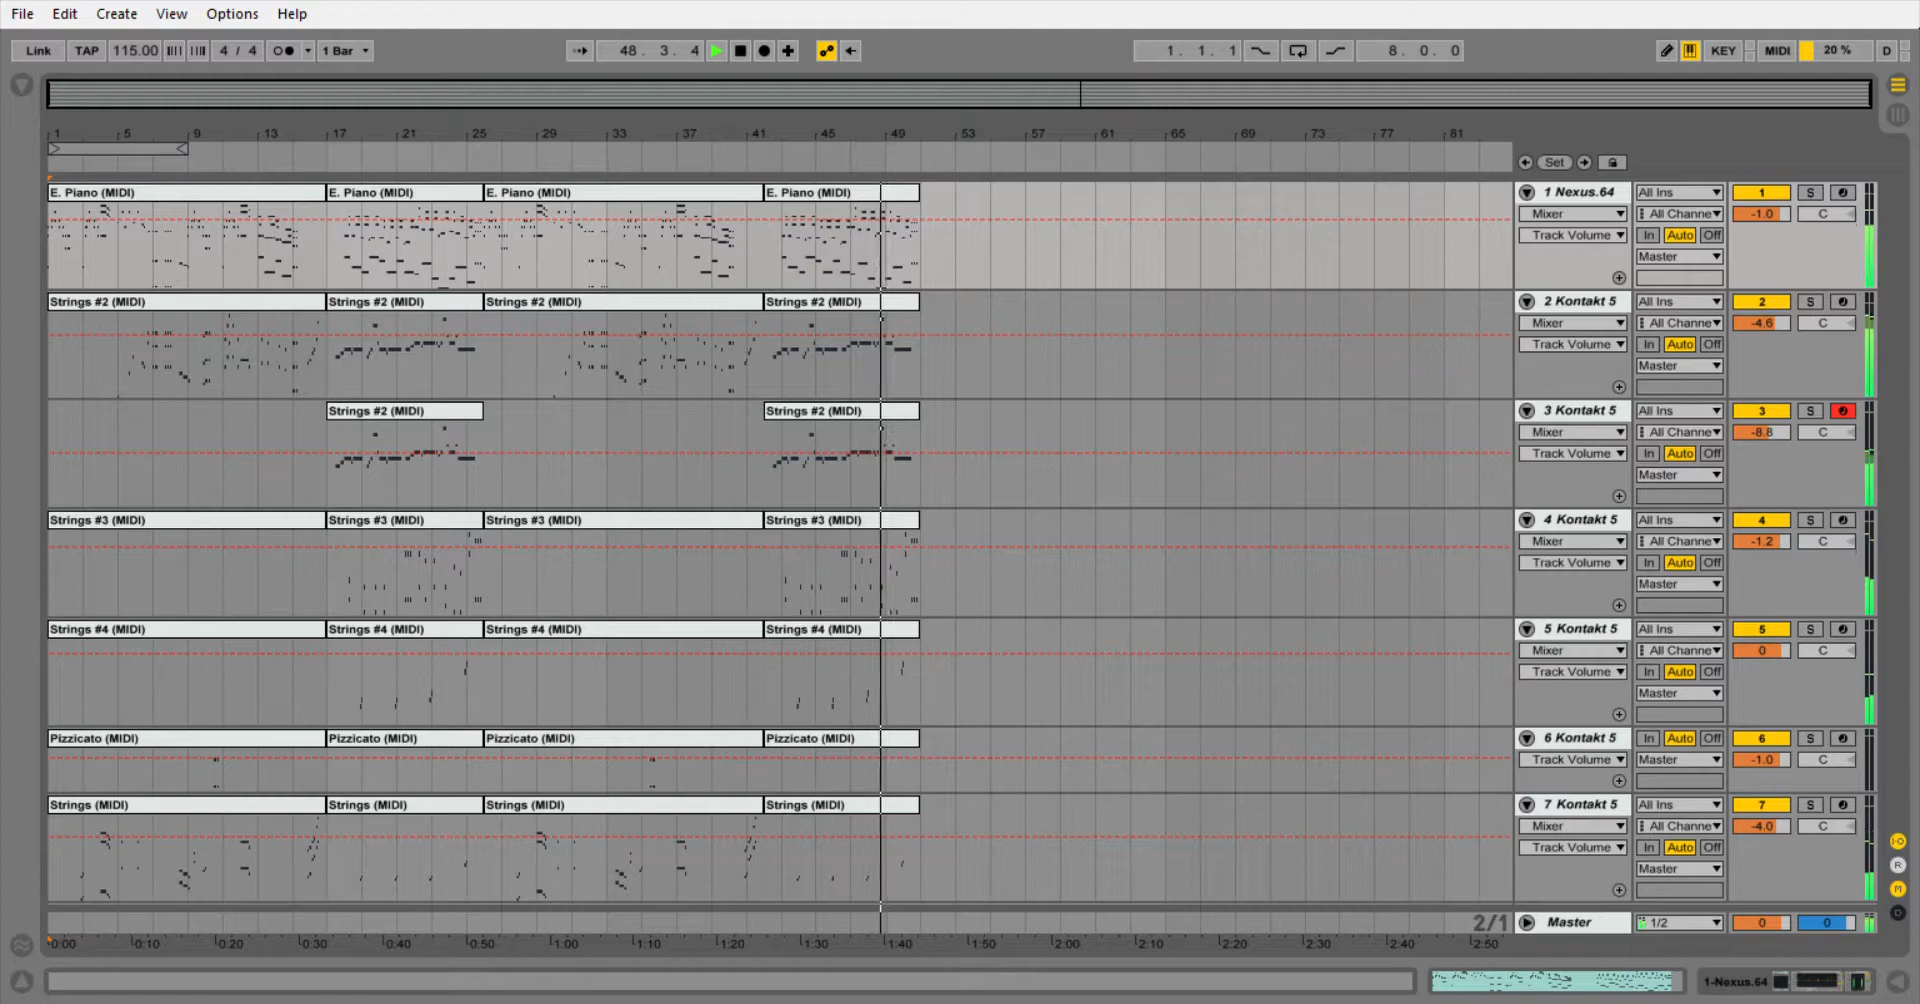 File Edit Create View Options Help
Link TAP 115.00 4 / 4 1 Bar 48 . 3 . 4 1 . 1 . 1 8 . 0 . 0 KEY MIDI 20 % D
1 5 9 13 17 21 25 29 33 37 41 45 49 53 57 61 65 69 73 77 81
Set
E. Piano (MIDI) E. Piano (MIDI) E. Piano (MIDI) E. Piano (MIDI) 1 Nexus.64 All Ins 1 S
Mixer All Channe -1.0 C
Track Volume In Auto Off
Master
Strings #2 (MIDI) Strings #2 (MIDI) Strings #2 (MIDI) Strings #2 (MIDI) 2 Kontakt 5 All Ins 2 S
Mixer All Channe -4.6 C
Track Volume In Auto Off
Master
Strings #2 (MIDI) Strings #2 (MIDI) 3 Kontakt 5 All Ins 3 S
Mixer All Channe -8.8 C
Track Volume In Auto Off
Master
Strings #3 (MIDI) Strings #3 (MIDI) Strings #3 (MIDI) Strings #3 (MIDI) 4 Kontakt 5 All Ins 4 S
Mixer All Channe -1.2 C
Track Volume In Auto Off
Master
Strings #4 (MIDI) Strings #4 (MIDI) Strings #4 (MIDI) Strings #4 (MIDI) 5 Kontakt 5 All Ins 5 S
Mixer All Channe 0 C
Track Volume In Auto Off
Master
Pizzicato (MIDI) Pizzicato (MIDI) Pizzicato (MIDI) Pizzicato (MIDI) 6 Kontakt 5 In Auto Off 6 S
Track Volume Master -1.0 C
Strings (MIDI) Strings (MIDI) Strings (MIDI) Strings (MIDI) 7 Kontakt 5 All Ins 7 S
Mixer All Channe -4.0 C
Track Volume In Auto Off
Master
I·O
R
M
D
2/1 Master 1/2 0 0
0:00 0:10 0:20 0:30 0:40 0:50 1:00 1:10 1:20 1:30 1:40 1:50 2:00 2:10 2:20 2:30 2:40 2:50
1-Nexus.64